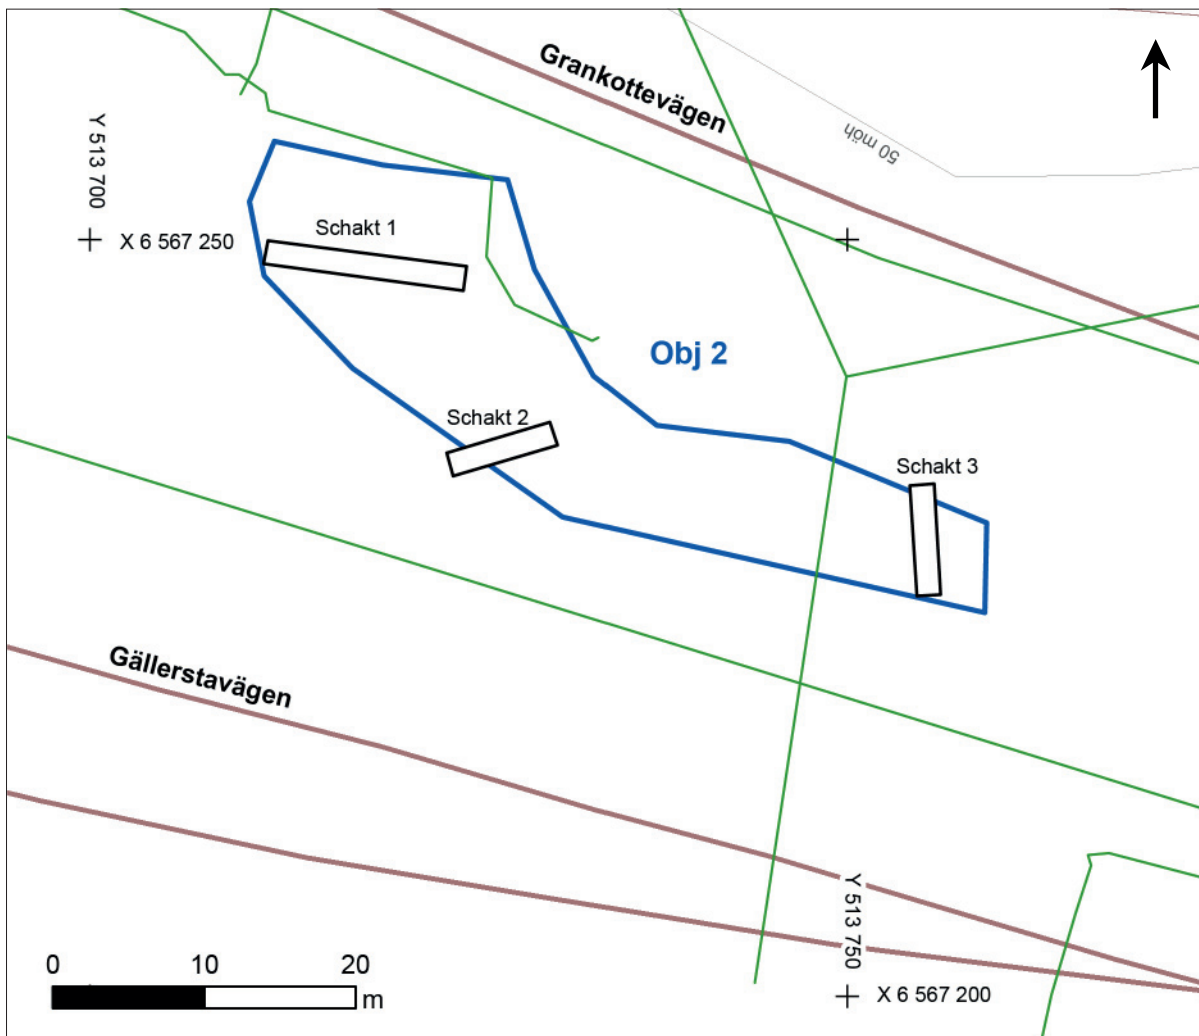 Grankottevägen
50 möh
Y 513 700
X 6 567 250
Schakt 1
Obj 2
Schakt 2
Schakt 3
Gällerstavägen
Y 513 750
X 6 567 200
0 10 20
m